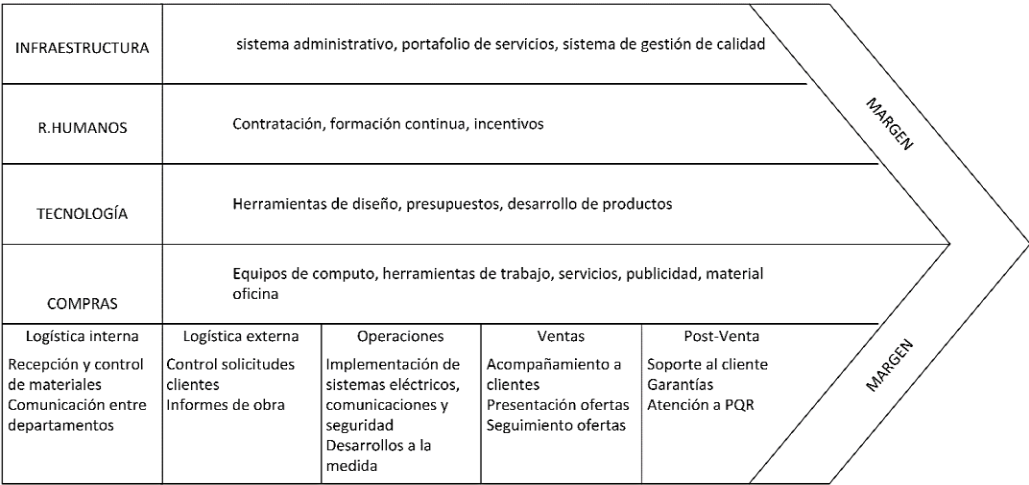 INFRAESTRUCTURA
sistema administrativo, portafolio de servicios, sistema de gestión de calidad
R.HUMANOS
Contratación, formación continua, incentivos
TECNOLOGÍA
Herramientas de diseño, presupuestos, desarrollo de productos
COMPRAS
Equipos de computo, herramientas de trabajo, servicios, publicidad, material
oficina
MARGEN
Logística interna
Recepción y control
de materiales
Comunicación entre
departamentos
Logística externa
Control solicitudes
clientes
Informes de obra
Operaciones
Implementación de
sistemas eléctricos,
comunicaciones y
seguridad
Desarrollos a la
medida
Ventas
Acompañamiento a
clientes
Presentación ofertas
Seguimiento ofertas
Post-Venta
Soporte al cliente
Garantías
Atención a PQR
MARGEN